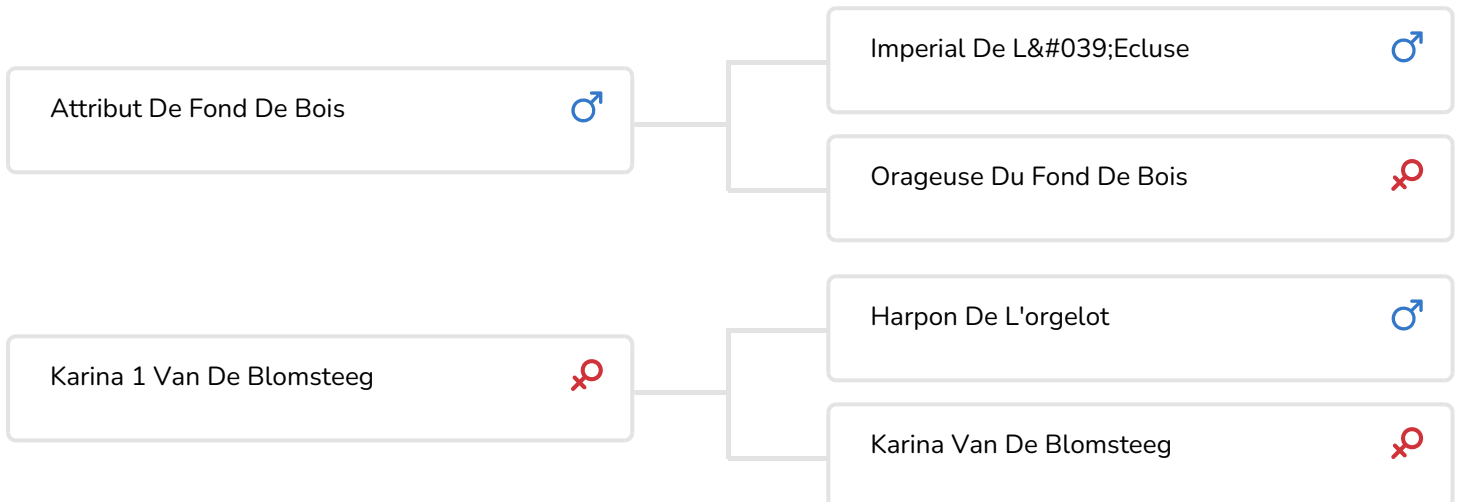 Imperial De L&#039;Ecluse
Attribut De Fond De Bois
Orageuse Du Fond De Bois
Harpon De L'orgelot
Karina 1 Van De Blomsteeg
Karina Van De Blomsteeg